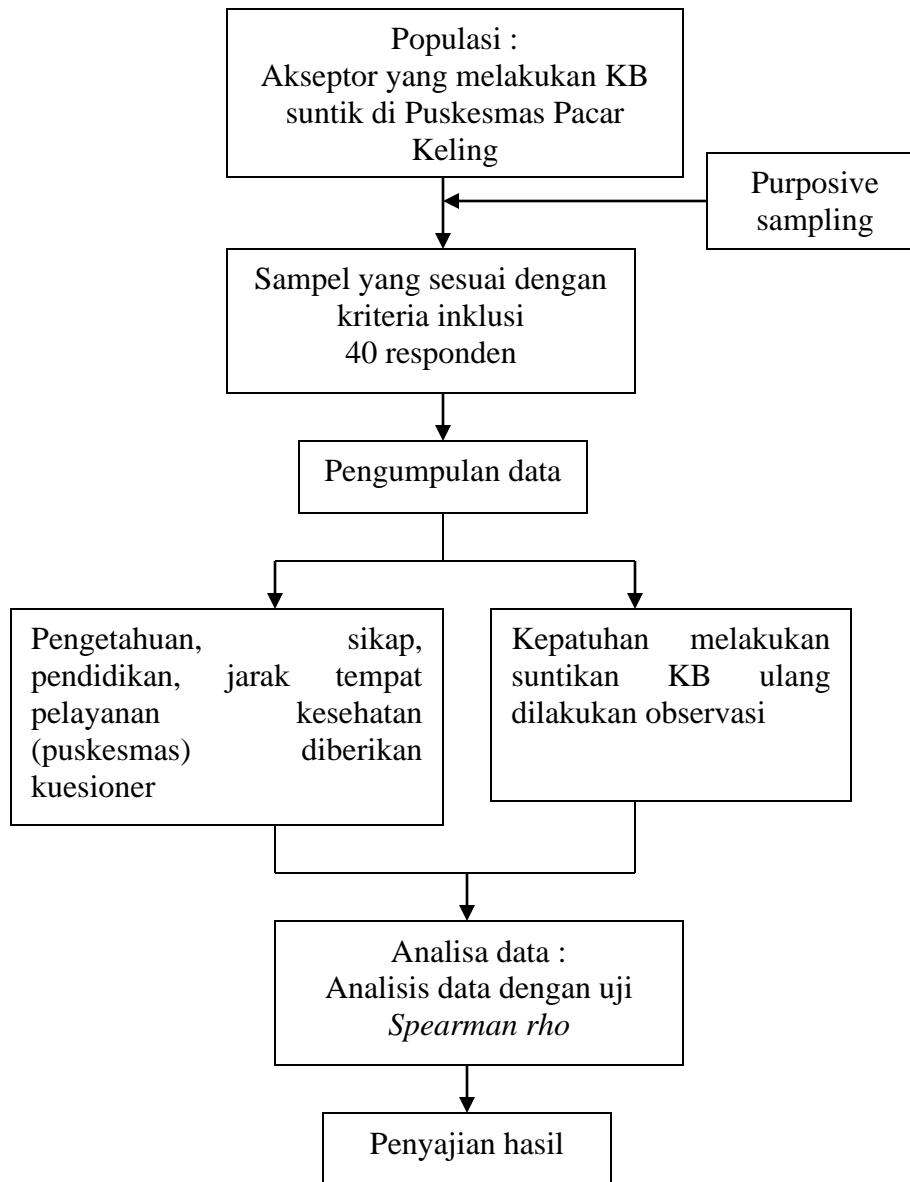 Populasi :
Akseptor yang melakukan KB
suntik di Puskesmas Pacar
Keling
Purposive
sampling
Sampel yang sesuai dengan
kriteria inklusi
40 responden
Pengumpulan data
Pengetahuan, sikap,
pendidikan, jarak tempat
pelayanan kesehatan
(puskesmas) diberikan
kuesioner
Kepatuhan melakukan
suntikan KB ulang
dilakukan observasi
Analisa data :
Analisis data dengan uji
Spearman rho
Penyajian hasil